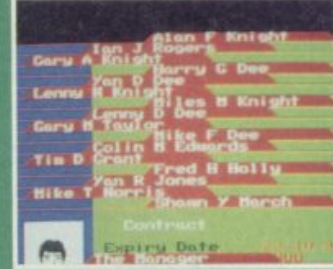 Alan F Knight
Ian J Rogers
Gary A Knight
Harry G Dee
Yan D Dee
Lenny M Knight
Miles M Knight
Lenny D Dee
Gary M Taylor
Mike F Dee
Colin M Edwards
Tim D Grant
Fred B Holly
Yan R Jones
Mike T Norris
Shawn Y March
Contract
Expiry Date
The Manager